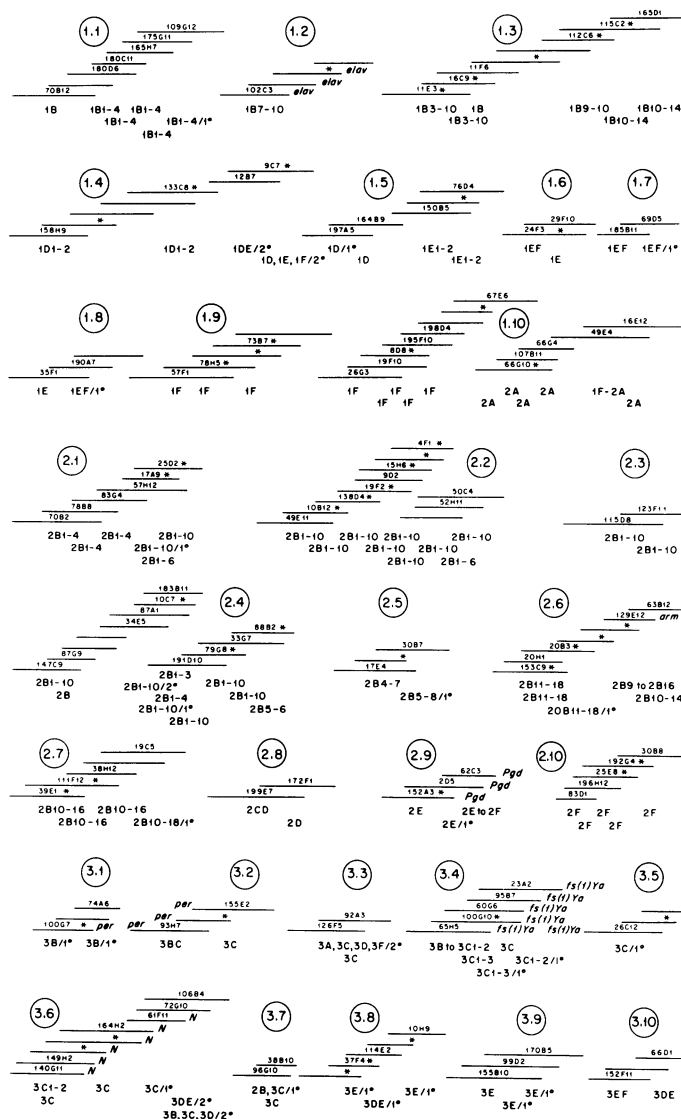 1.1 1.2 1.3
109G12 165D1
175G11 115C2 *
165H7 112C6 *
180C11 *
180D6 * elav 11F6
70B12 elav 16C9 *
102C3 elav 11E3 *
1B 1B1-4 1B1-4 1B7-10 1B3-10 1B 1B9-10 1B10-14
1B1-4 1B1-4/1° 1B3-10 1B10-14
1B1-4
1.4 1.5 1.6 1.7
9C7 *
12B7 76D4
133C8 * *
150B5
* 164B9 29F10 69D5
158H9 197A5 24F3 * 185B11
1D1-2 1D1-2 1DE/2° 1D/1° 1E1-2 1EF 1EF 1EF/1°
1D, 1E, 1F/2° 1D 1E1-2 1E
1.8 1.9 1.10
67E6
*
198D4 16E12
73B7 * 195F10 49E4
* 8D8 * 66G4
190A7 78H5 * 19F10 107B11
35F1 57F1 26G3 66G10 *
1E 1EF/1° 1F 1F 1F 1F 1F 1F 2A 2A 1F-2A
1F 1F 2A 2A 2A
2.1 2.2 2.3
4F1 *
*
25D2 * 15H6 *
17A9 * 9D2
57H12 19F2 * 50C4
83G4 138D4 * 52H11
78B8 10B12 * 123F11
70B2 49E11 115D8
2B1-4 2B1-4 2B1-10 2B1-10 2B1-10 2B1-10 2B1-10 2B1-10
2B1-4 2B1-10/1° 2B1-10 2B1-10 2B1-10 2B1-10
2B1-6 2B1-10 2B1-6
2.4 2.5 2.6
183B11
10C7 * 63B12
87A1 129E12 arm
34E5 88B2 * *
33G7 30B7 *
87G9 79G8 * * 20B3 *
147C9 191D10 17E4 20H1
153C9 *
2B1-10 2B1-3 2B4-7 2B11-18 2B9 to 2B16
2B 2B1-10/2° 2B1-10 2B5-8/1° 2B11-18 2B10-14
2B1-4 2B5-6 20B11-18/1°
2B1-10/1°
2B1-10
2.7 2.8 2.9 2.10
19C5 30B8
192G4 *
38H12 62C3 Pgd 25E8 *
111F12 * 172F1 2D5 Pgd 196H12
39E1 * 199E7 152A3 * Pgd 83D1
2B10-16 2B10-16 2CD 2E 2E to 2F 2F 2F 2F
2B10-16 2B10-18/1° 2D 2E/1° 2F 2F
3.1 3.2 3.3 3.4 3.5
23A2 fs(1)Ya
95B7 fs(1)Ya
74A6 per 155E2 60G6 fs(1)Ya
* per * 92A3 100G10 * fs(1)Ya *
100G7 per per 93H7 126F5 65H5 fs(1)Ya 26C12
3B/1° 3B/1° 3BC 3C 3A, 3C, 3D, 3F/2° 3B to 3C1-2 3C 3C/1°
3C 3C1-3 3C1-2/1°
3C1-3/1°
3.6 3.7 3.8 3.9 3.10
106B4
72G10
61F11 N
164H2 N 10H9
* N *
* N 114E2 170B5
149H2 N 38B10 37F4 * 99D2 66D1
140G11 N 96G10 * 155B10 152F11
3C1-2 3C 3C/1° 2B, 3C/1° 3E/1° 3E/1° 3E 3E/1° 3EF 3DE
3C 3DE/2° 3C 3DE/1° 3E/1°
3B, 3C, 3D/2°